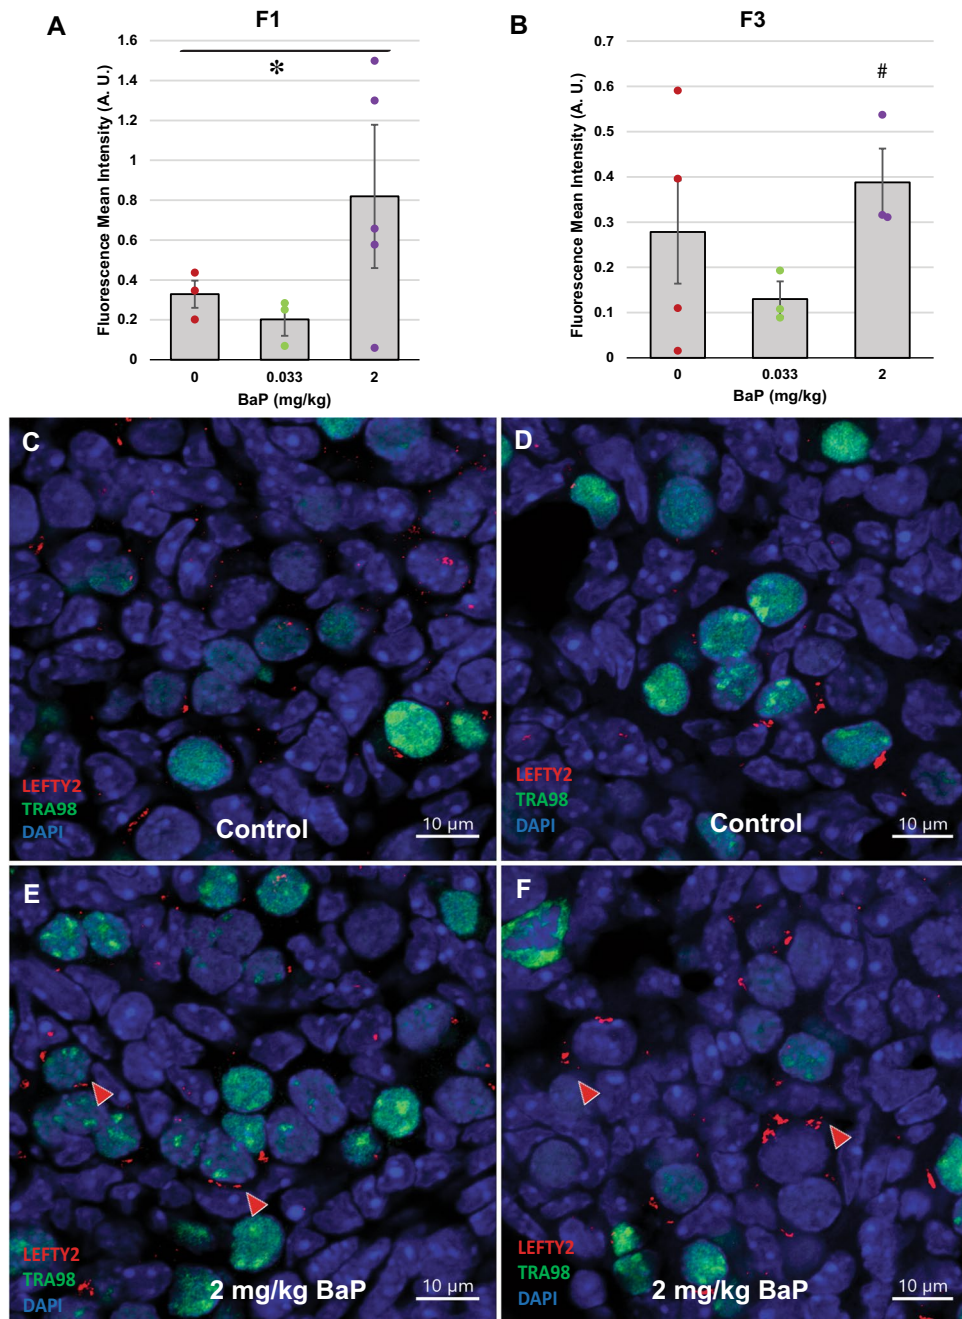 A
F1
Fluorescence Mean Intensity (A. U.)
1.6
1.4
1.2
1
0.8
0.6
0.4
0.2
0
*
0
0.033
2
BaP (mg/kg)
B
F3
Fluorescence Mean Intensity (A. U.)
0.7
0.6
0.5
0.4
0.3
0.2
0.1
0
#
0
0.033
2
BaP (mg/kg)
C
LEFTY2
TRA98
DAPI
Control
10 µm
D
LEFTY2
TRA98
DAPI
Control
10 µm
E
LEFTY2
TRA98
DAPI
2 mg/kg BaP
10 µm
F
LEFTY2
TRA98
DAPI
2 mg/kg BaP
10 µm